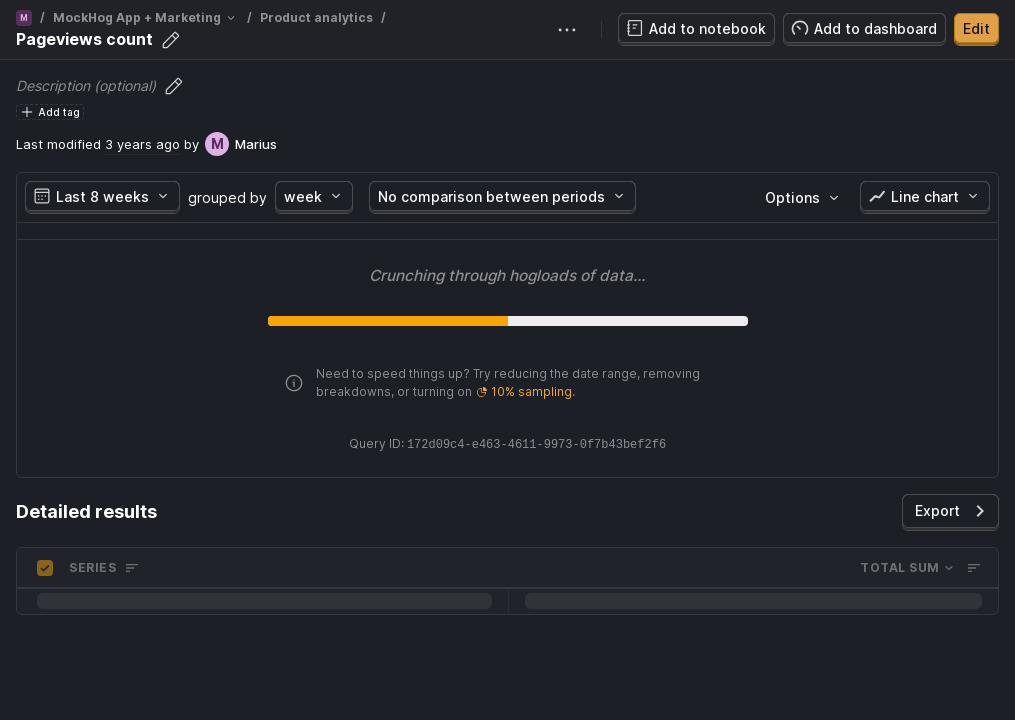 M / MockHog App + Marketing / Product analytics /
Pageviews count
Add to notebook
Add to dashboard
Edit
Description (optional)
Add tag
Last modified 3 years ago by M Marius
Last 8 weeks grouped by week No comparison between periods Options Line chart
Crunching through hogloads of data...
Need to speed things up? Try reducing the date range, removing
breakdowns, or turning on 10% sampling.
Query ID: 172d09c4-e463-4611-9973-0f7b43bef2f6
Detailed results
Export
SERIES TOTAL SUM